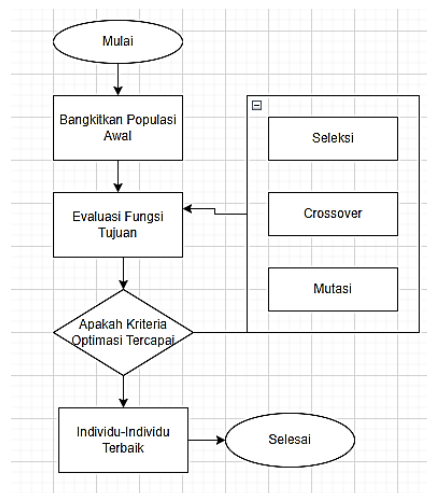 Mulai
Bangkitkan Populasi
Awal
Evaluasi Fungsi
Tujuan
Apakah Kriteria
Optimasi Tercapai
Individu-Individu
Terbaik
Selesai
Seleksi
Crossover
Mutasi